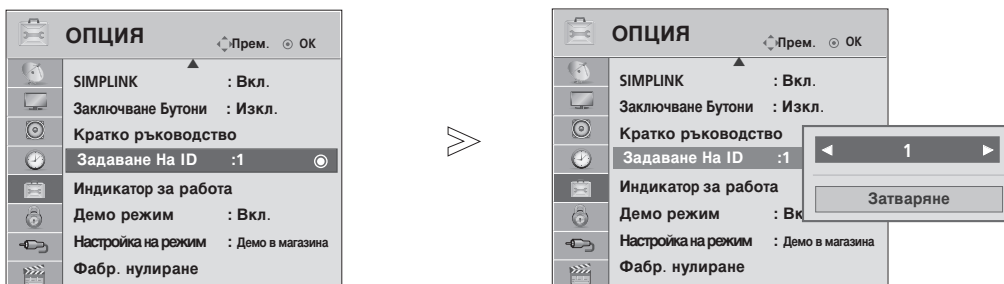 ОПЦИЯ
Прем. OK
SIMPLINK : Вкл.
Заключване Бутони : Изкл.
Кратко ръководство
Задаване На ID :1
Индикатор за работа
Демо режим : Вкл.
Настройка на режим : Демо в магазина
Фабр. нулиране
ОПЦИЯ
Прем. OK
SIMPLINK : Вкл.
Заключване Бутони : Изкл.
Кратко ръководство
Задаване На ID :1
Индикатор за работа
Демо режим : Вк
Настройка на режим : Демо в магазина
Фабр. нулиране
1
Затваряне